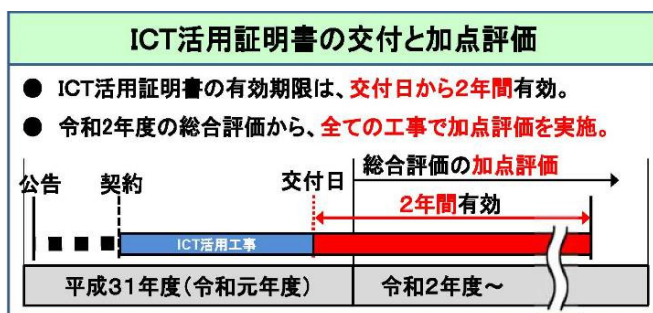 ICT活用証明書の交付と加点評価
● ICT活用証明書の有効期限は、交付日から2年間有効。
● 令和2年度の総合評価から、全ての工事で加点評価を実施。
公告 契約 交付日 総合評価の加点評価
2年間有効
ICT活用工事
平成31年度(令和元年度) 令和2年度～